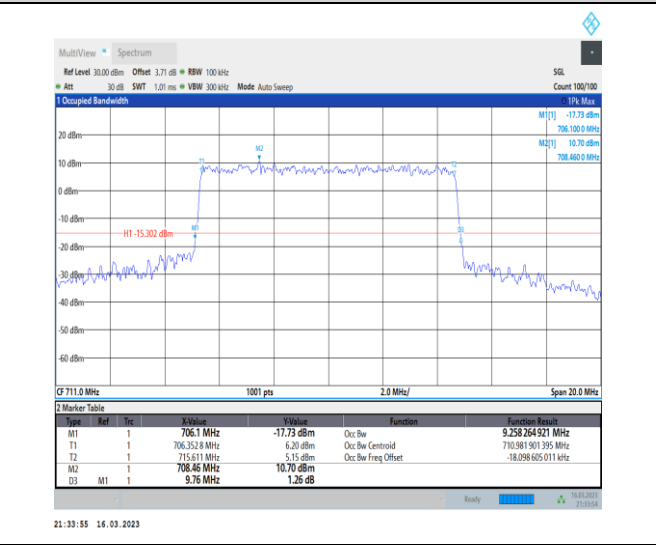 MultiView Spectrum
Ref Level 30.00 dBm Offset 3.71 dB RBW 100 kHz SGL
Att 30 dB SWT 1.01 ms VBW 300 kHz Mode Auto Sweep Count 100/100
1 Occupied Bandwidth 1Pk Max
M1[1] -17.73 dBm
706.100 0 MHz
M2[1] 10.70 dBm
708.460 0 MHz
20 dBm
M2
10 dBm
0 dBm
-10 dBm
H1 -15.302 dBm
-20 dBm
-30 dBm
-40 dBm
-50 dBm
-60 dBm
CF 711.0 MHz 1001 pts 2.0 MHz/ Span 20.0 MHz
2 Marker Table
Type Ref Trc X-Value Y-Value Function Function Result
M1 1 706.1 MHz -17.73 dBm Occ Bw 9.258 264 921 MHz
T1 1 706.352 8 MHz 6.20 dBm Occ Bw Centroid 710.981 901 395 MHz
T2 1 715.611 MHz 5.15 dBm Occ Bw Freq Offset -18.098 605 011 kHz
M2 1 708.46 MHz 10.70 dBm
D3 M1 1 9.76 MHz 1.26 dB
Ready 16.03.2023
21:33:54
21:33:55 16.03.2023